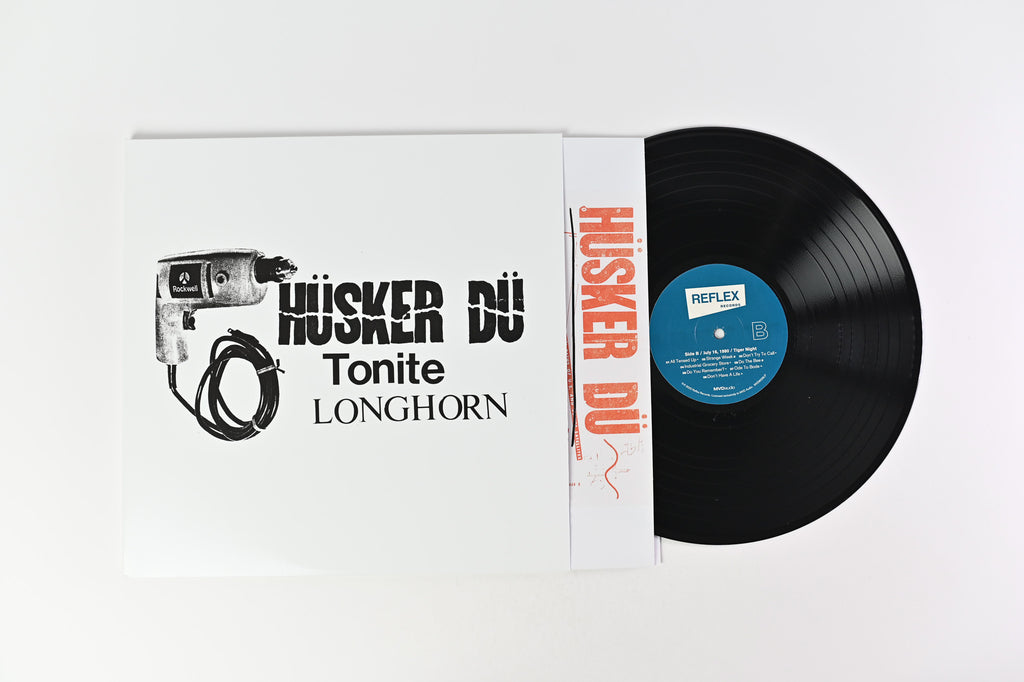 Rockwell
HÜSKER DÜ
Tonite
LONGHORN
HÜSKER DÜ
REFLEX
RECORDS
B
Side B / July 16, 1980 / Tiger Night
All Tensed Up • Strange Week • Don't Try To Call •
Industrial Grocery Store • Do The Bee •
Do You Remember? • Ode To Bode •
Don't Have A Life •